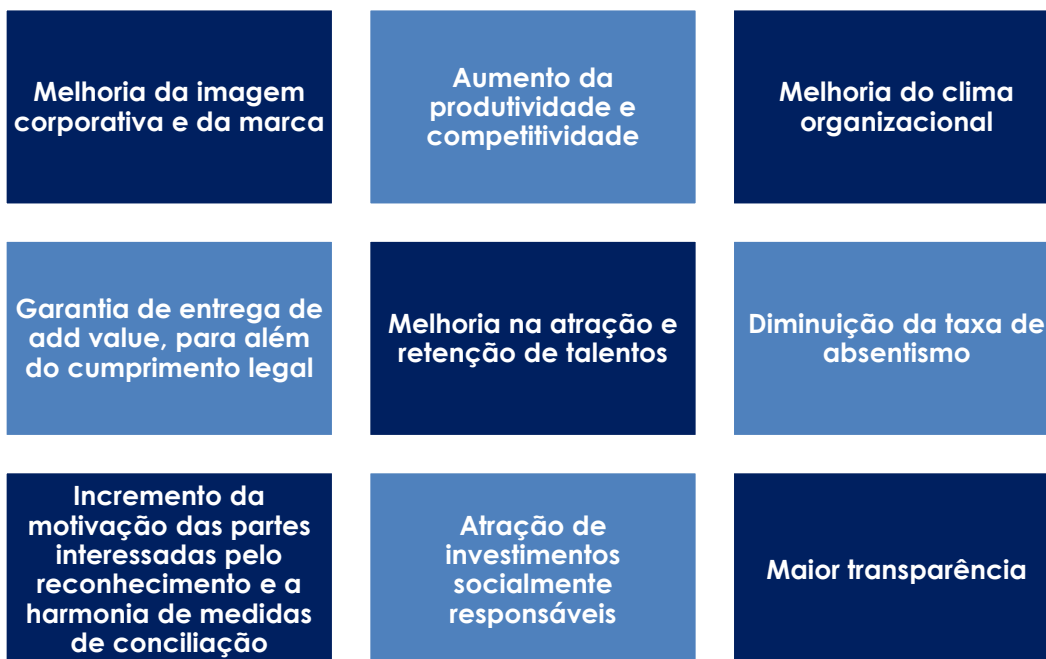 Melhoria da imagem
corporativa e da marca
Aumento da
produtividade e
competitividade
Melhoria do clima
organizacional
Garantia de entrega de
add value, para além
do cumprimento legal
Melhoria na atração e
retenção de talentos
Diminuição da taxa de
absentismo
Incremento da
motivação das partes
interessadas pelo
reconhecimento e a
harmonia de medidas
de conciliação
Atração de
investimentos
socialmente
responsáveis
Maior transparência